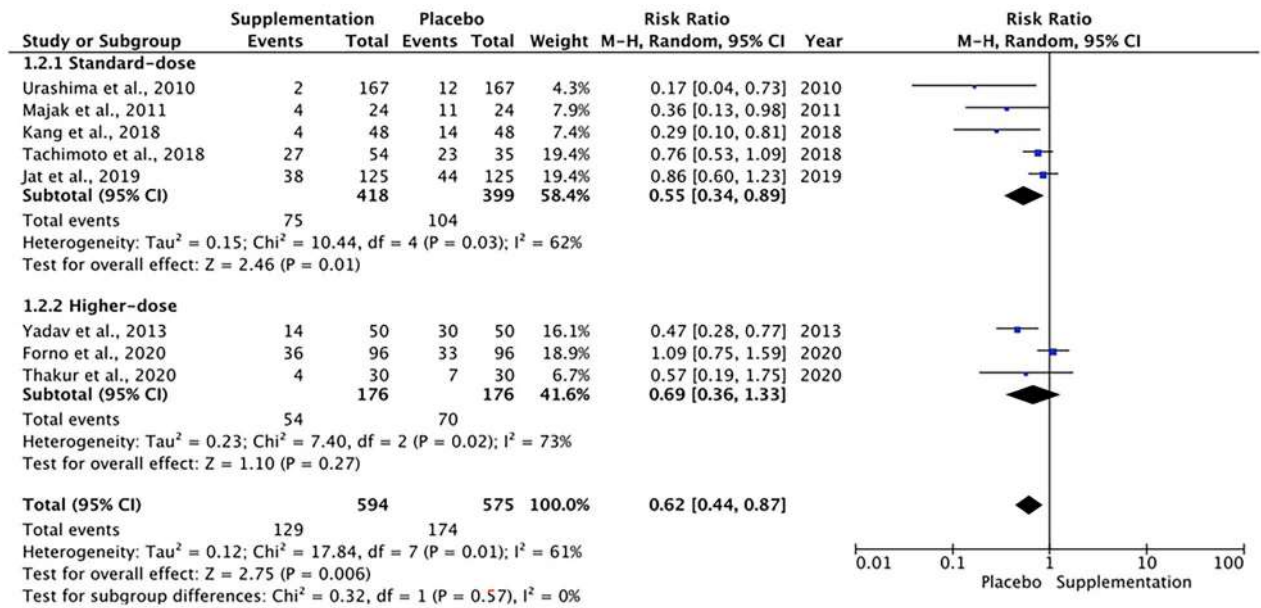 Supplementation Placebo Risk Ratio Risk Ratio
Study or Subgroup Events Total Events Total Weight M-H, Random, 95% CI Year M-H, Random, 95% CI
1.2.1 Standard-dose
Urashima et al., 2010 2 167 12 167 4.3% 0.17 [0.04, 0.73] 2010
Majak et al., 2011 4 24 11 24 7.9% 0.36 [0.13, 0.98] 2011
Kang et al., 2018 4 48 14 48 7.4% 0.29 [0.10, 0.81] 2018
Tachimoto et al., 2018 27 54 23 35 19.4% 0.76 [0.53, 1.09] 2018
Jat et al., 2019 38 125 44 125 19.4% 0.86 [0.60, 1.23] 2019
Subtotal (95% CI) 418 399 58.4% 0.55 [0.34, 0.89]
Total events 75 104
Heterogeneity: Tau² = 0.15; Chi² = 10.44, df = 4 (P = 0.03); I² = 62%
Test for overall effect: Z = 2.46 (P = 0.01)
1.2.2 Higher-dose
Yadav et al., 2013 14 50 30 50 16.1% 0.47 [0.28, 0.77] 2013
Forno et al., 2020 36 96 33 96 18.9% 1.09 [0.75, 1.59] 2020
Thakur et al., 2020 4 30 7 30 6.7% 0.57 [0.19, 1.75] 2020
Subtotal (95% CI) 176 176 41.6% 0.69 [0.36, 1.33]
Total events 54 70
Heterogeneity: Tau² = 0.23; Chi² = 7.40, df = 2 (P = 0.02); I² = 73%
Test for overall effect: Z = 1.10 (P = 0.27)
Total (95% CI) 594 575 100.0% 0.62 [0.44, 0.87]
Total events 129 174
Heterogeneity: Tau² = 0.12; Chi² = 17.84, df = 7 (P = 0.01); I² = 61%
Test for overall effect: Z = 2.75 (P = 0.006)
Test for subgroup differences: Chi² = 0.32, df = 1 (P = 0.57), I² = 0%
0.01 0.1 1 10 100
Placebo Supplementation